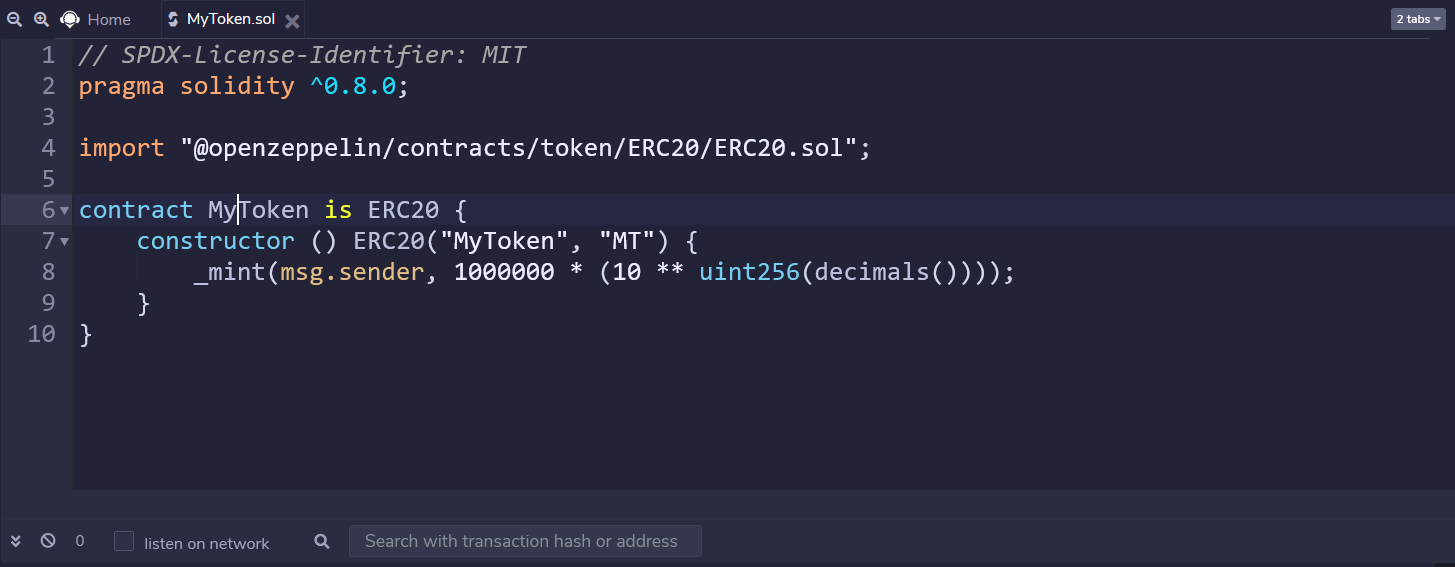 Home MyToken.sol 2 tabs
1 // SPDX-License-Identifier: MIT
2 pragma solidity ^0.8.0;
3
4 import "@openzeppelin/contracts/token/ERC20/ERC20.sol";
5
6 contract MyToken is ERC20 {
7     constructor () ERC20("MyToken", "MT") {
8         _mint(msg.sender, 1000000 * (10 ** uint256(decimals())));
9     }
10 }
0 listen on network Search with transaction hash or address